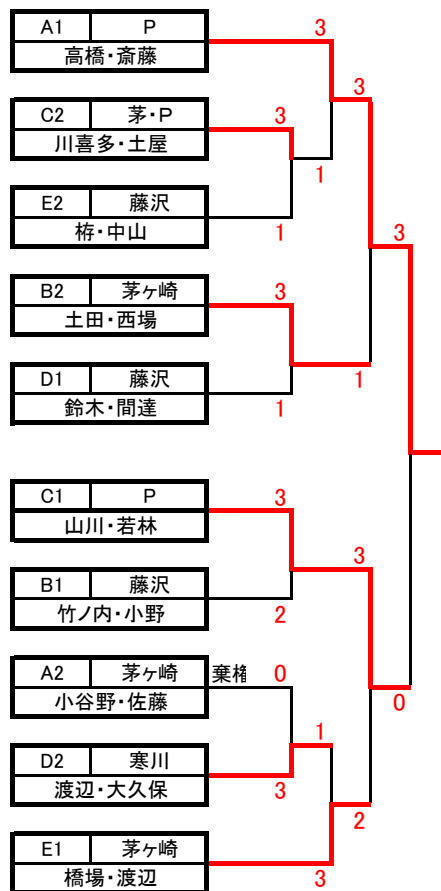 A1 P 3
高橋・斎藤
3
C2 茅・P 3
川喜多・土屋
1
E2 藤沢
栫・中山 1
3
B2 茅ヶ崎 3
土田・西場
1
D1 藤沢
鈴木・間達 1
C1 P 3
山川・若林
3
B1 藤沢
竹ノ内・小野 2
A2 茅ヶ崎 棄権 0
小谷野・佐藤
0
1
D2 寒川
渡辺・大久保 3
2
E1 茅ヶ崎
橋場・渡辺 3